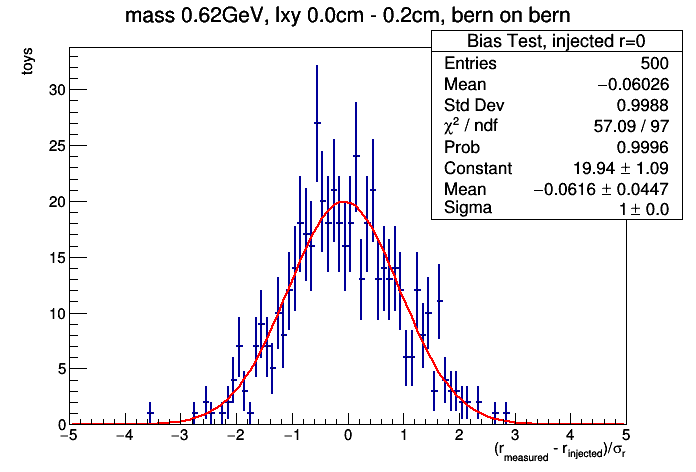 mass 0.62GeV, lxy 0.0cm - 0.2cm, bern on bern
toys
Bias Test, injected r=0
Entries 500
Mean −0.06026
Std Dev 0.9988
χ² / ndf 57.09 / 97
Prob 0.9996
Constant 19.94 ± 1.09
Mean −0.0616 ± 0.0447
Sigma 1 ± 0.0
30
25
20
15
10
5
0
−5 −4 −3 −2 −1 0 1 2 3 4 5
(r_measured - r_injected)/σ_r